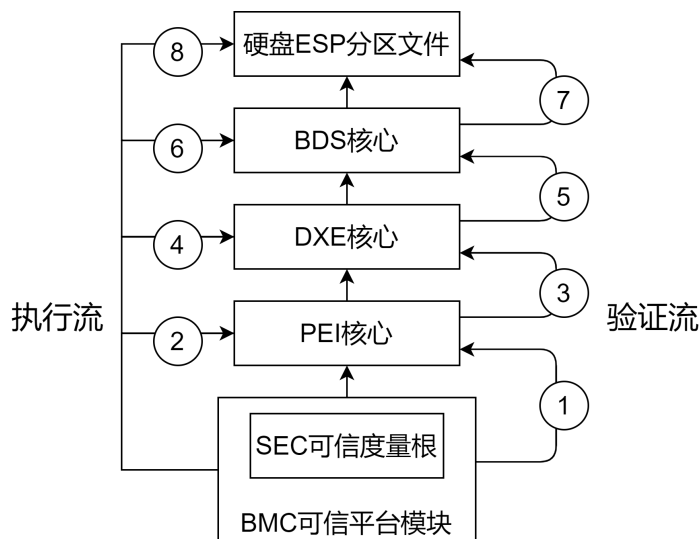 8
硬盘ESP分区文件
7
6
BDS核心
5
4
DXE核心
3
执行流
2
PEI核心
验证流
1
SEC可信度量根
BMC可信平台模块